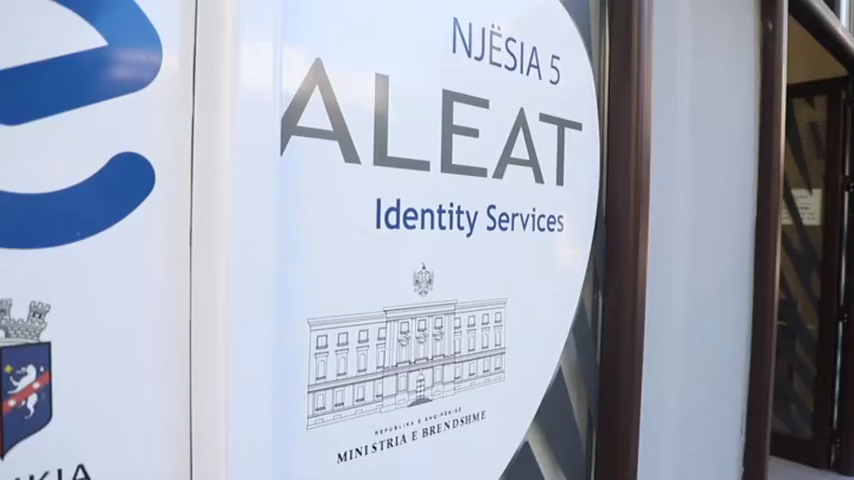 NJËSIA 5
ALEAT
Identity Services
REPUBLIKA E SHQIPËRISË
MINISTRIA E BRENDSHME